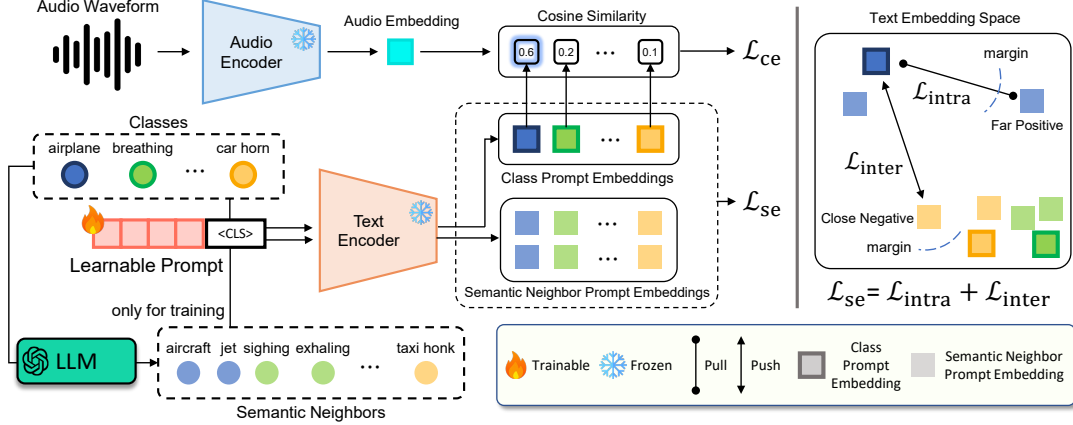 Audio Waveform
Audio
Encoder
Audio Embedding
Cosine Similarity
0.6
0.2
...
0.1
ℒce
Classes
airplane
breathing
...
car horn
<CLS>
Learnable Prompt
Text
Encoder
Class Prompt Embeddings
...
...
Semantic Neighbor Prompt Embeddings
ℒse
only for training
LLM
aircraft
jet
sighing
exhaling
...
taxi honk
Semantic Neighbors
Text Embedding Space
margin
ℒintra
Far Positive
ℒinter
Close Negative
margin
ℒse= ℒintra + ℒinter
Trainable
Frozen
Pull
Push
Class
Prompt
Embedding
Semantic Neighbor
Prompt Embedding